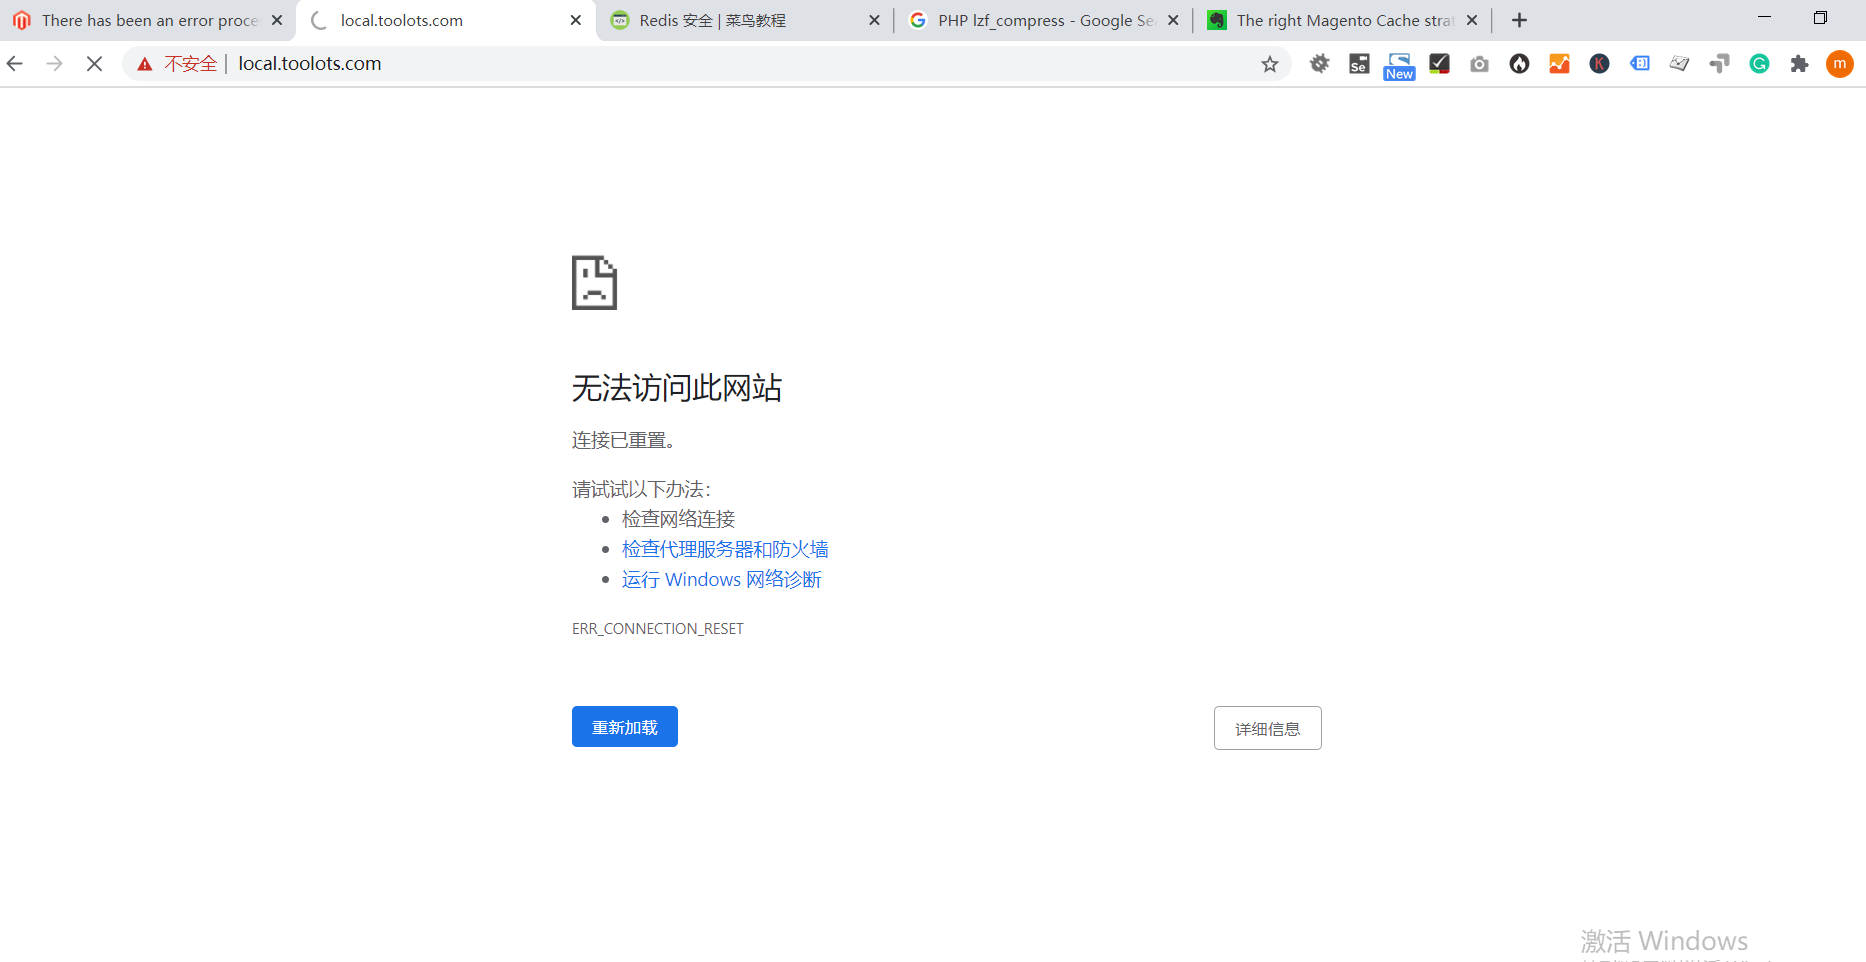 There has been an error proce
local.toolots.com
Redis 安全 | 菜鸟教程
PHP lzf_compress - Google Se
The right Magento Cache strat
不安全 | local.toolots.com
Se
New
K
G
m
无法访问此网站
连接已重置。
请试试以下办法：
检查网络连接
检查代理服务器和防火墙
运行 Windows 网络诊断
ERR_CONNECTION_RESET
重新加载
详细信息
激活 Windows